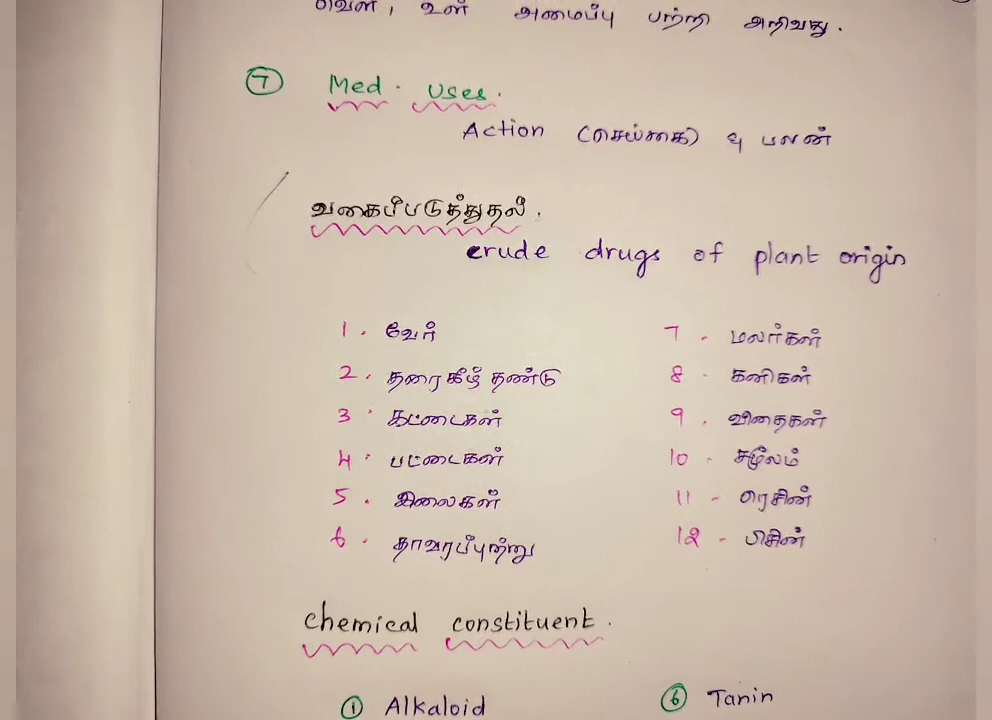 வெளி, உள் அமைப்பு பற்றி அறிவது.
7 Med. Uses.
Action (செய்கை) & பலன்
வகைப்படுத்துதல்.
crude drugs of plant origin
1. வேர்
2. தரைகீழ் தண்டு
3. கட்டைகள்
4. பட்டைகள்
5. இலைகள்
6. தாவரப்புற்று
7. மலர்கள்
8. கனிகள்
9. விதைகள்
10. சமூலம்
11 - ரெசின்
12 - பிசின்
chemical constituent.
1 Alkaloid
6 Tanin